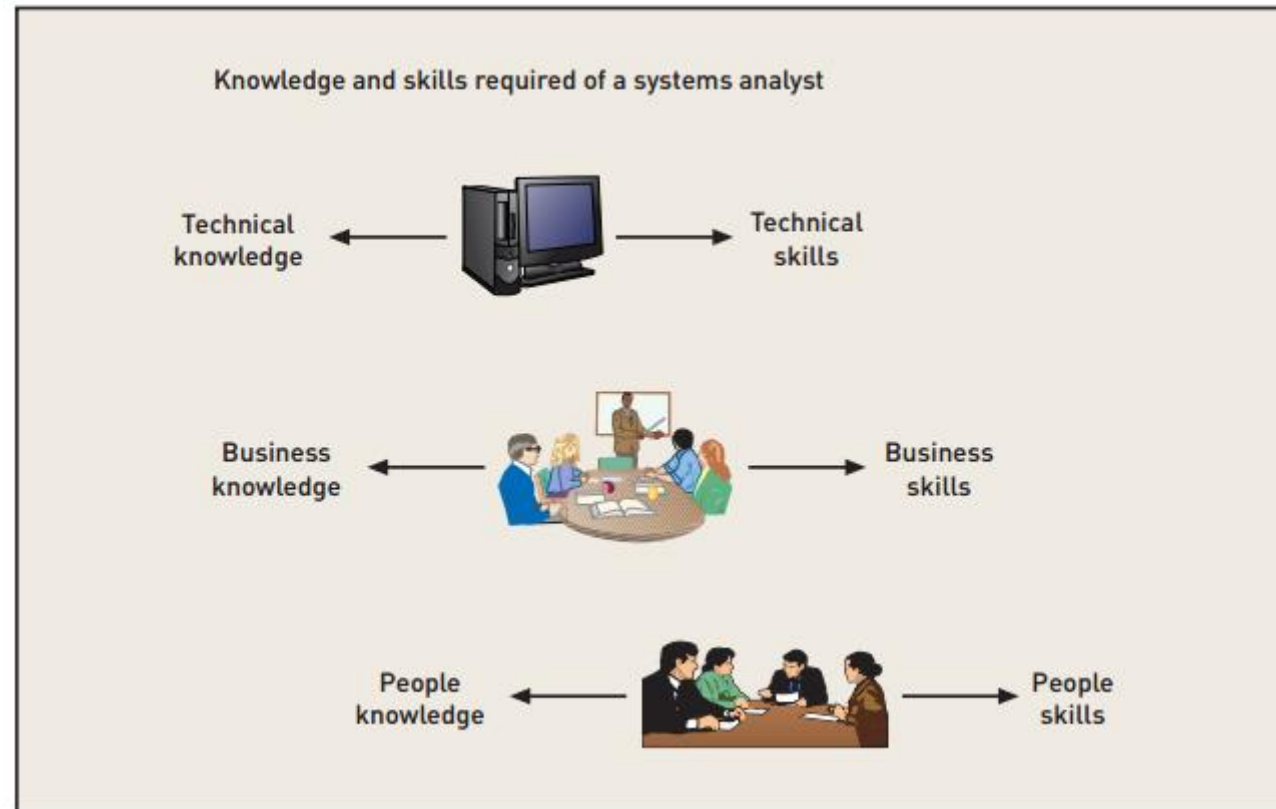 Knowledge and skills required of a systems analyst
Technical
knowledge
Technical
skills
Business
knowledge
Business
skills
People
knowledge
People
skills